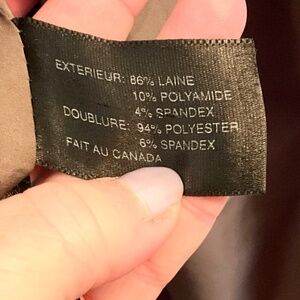 EXTERIEUR: 86% LAINE
10% POLYAMIDE
4% SPANDEX
DOUBLURE: 94% POLYESTER
6% SPANDEX
FAIT AU CANADA